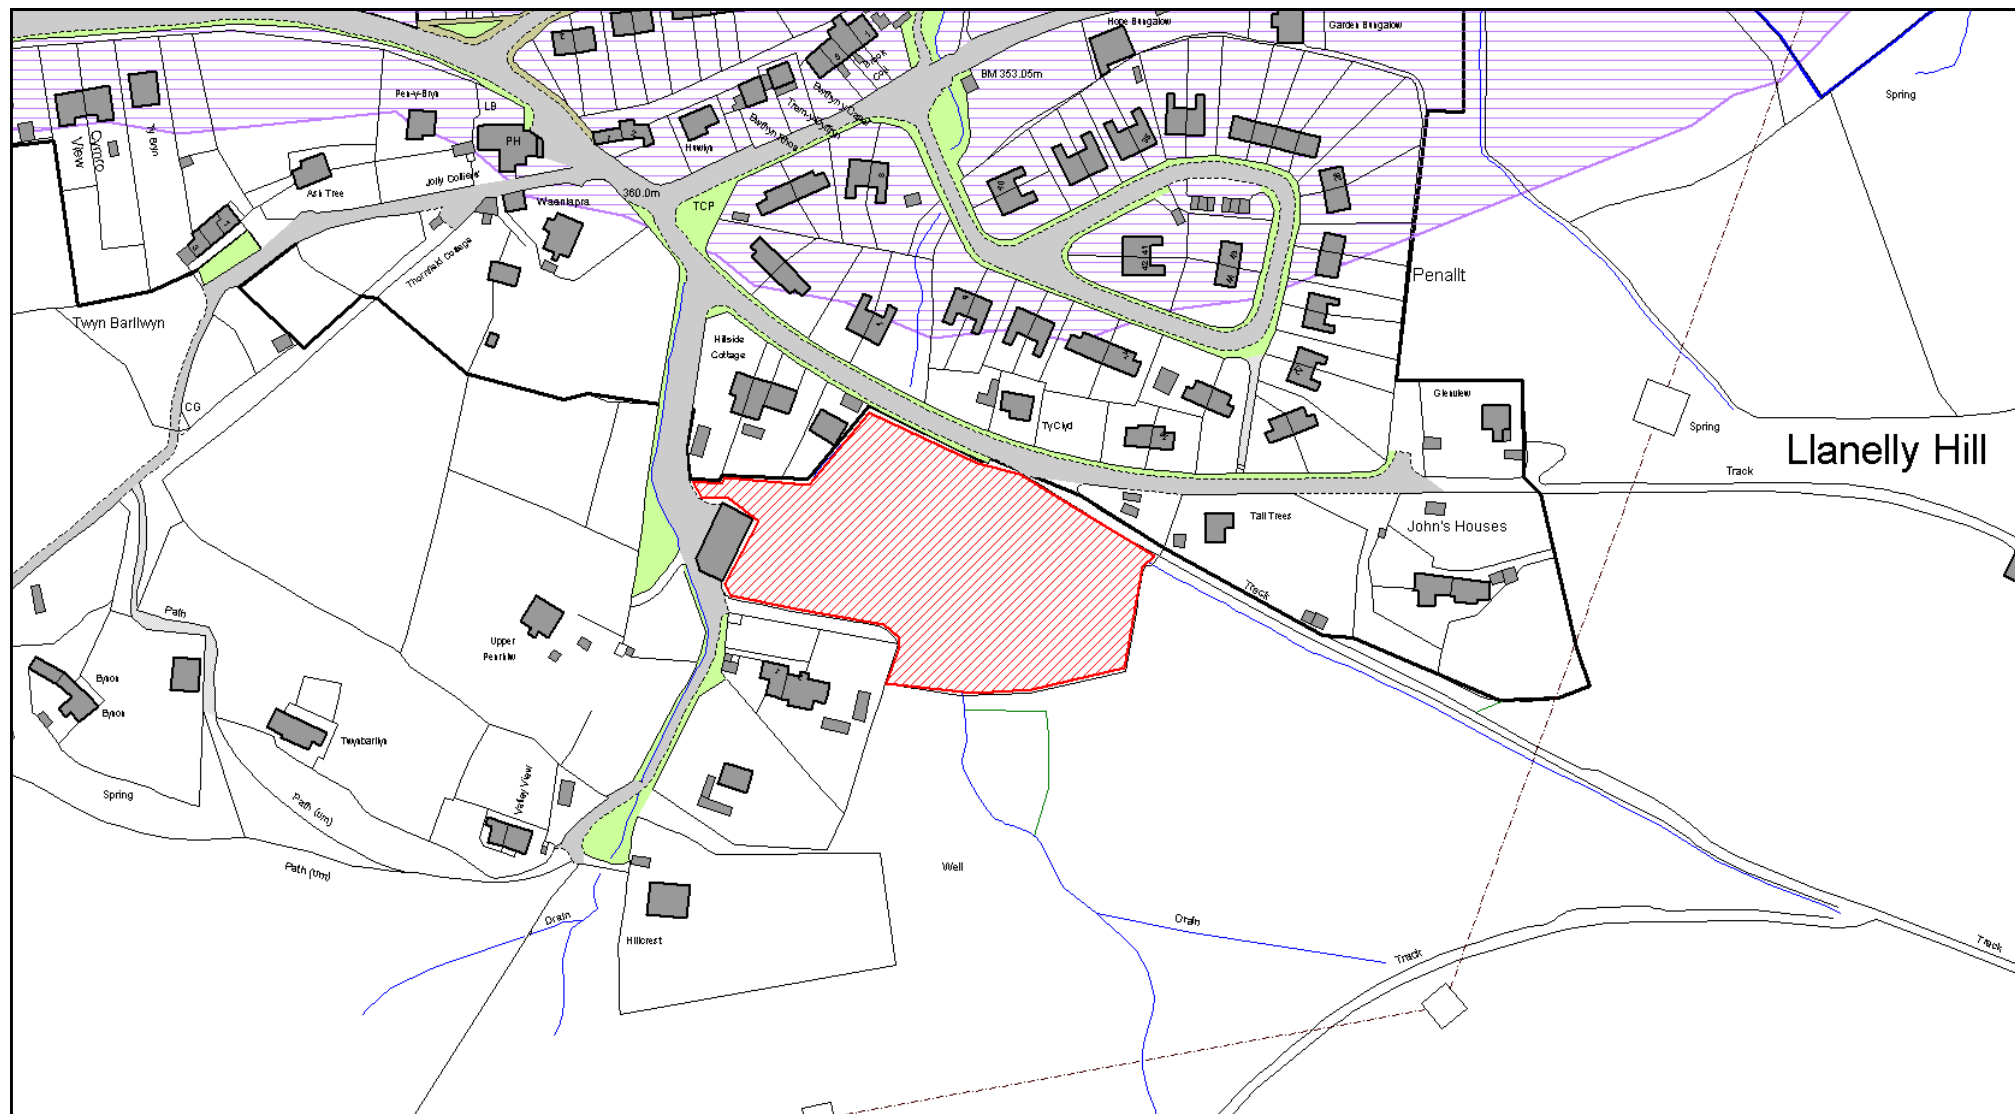 Hope Bungalow
Garden Bungalow
BM 353.05m
Spring
Pen-y-Bryn
LB
PH
Ty Bryn
Cymro
View
Ash Tree
Jolly Colliers
360.0m
TCP
Thornfield Cottage
Penallt
Twyn Barllwyn
Hillside
Cottage
CG
Ty Clyd
Glenview
Spring
Llanelly Hill
Track
Tall Trees
John's Houses
Track
Path
Upper
Bynon
Bynon
Valley View
Spring
Path (um)
Path (um)
Well
Drain
Drain
Hillcrest
Track
Track